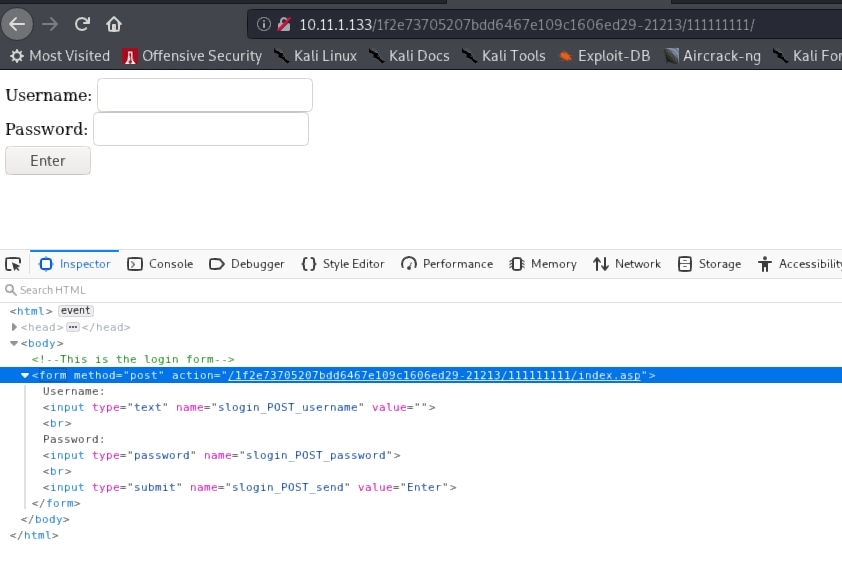 10.11.1.133/1f2e73705207bdd6467e109c1606ed29-21213/111111111/
Most Visited Offensive Security Kali Linux Kali Docs Kali Tools Exploit-DB Aircrack-ng Kali For
Username:
Password:
Enter
Inspector Console Debugger Style Editor Performance Memory Network Storage Accessibility
Search HTML
<html> event
<head> ... </head>
<body>
<!--This is the login form-->
<form method="post" action="/1f2e73705207bdd6467e109c1606ed29-21213/111111111/index.asp">
Username:
<input type="text" name="slogin_POST_username" value="">
<br>
Password:
<input type="password" name="slogin_POST_password">
<br>
<input type="submit" name="slogin_POST_send" value="Enter">
</form>
</body>
</html>